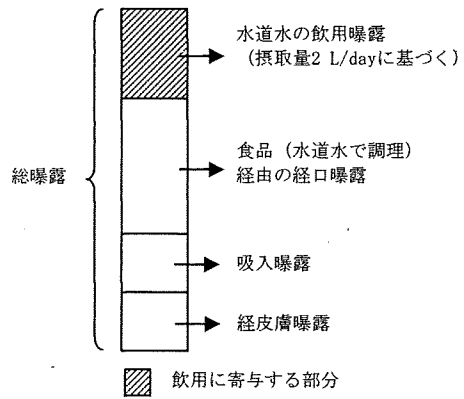 水道水の飲用曝露
(摂取量2 L/dayに基づく)
食品 (水道水で調理)
経由の経口曝露
総曝露
吸入曝露
経皮膚曝露
飲用に寄与する部分